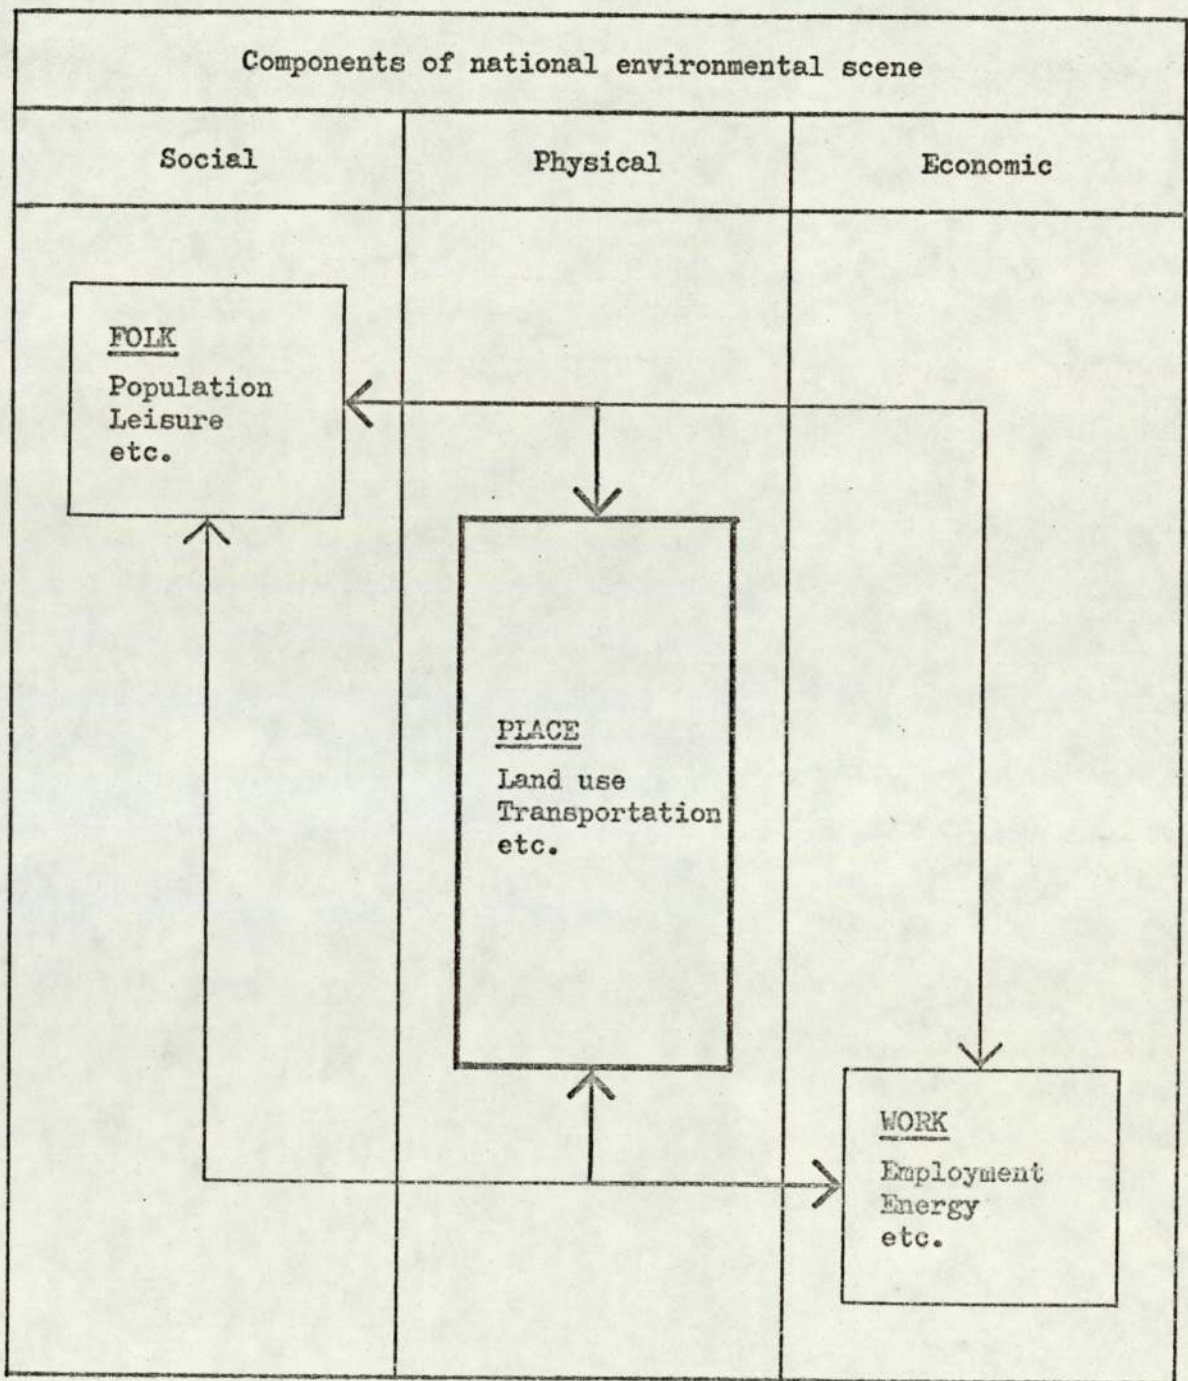 Components of national environmental scene
Social
Physical
Economic
FOLK
Population
Leisure
etc.
PLACE
Land use
Transportation
etc.
WORK
Employment
Energy
etc.